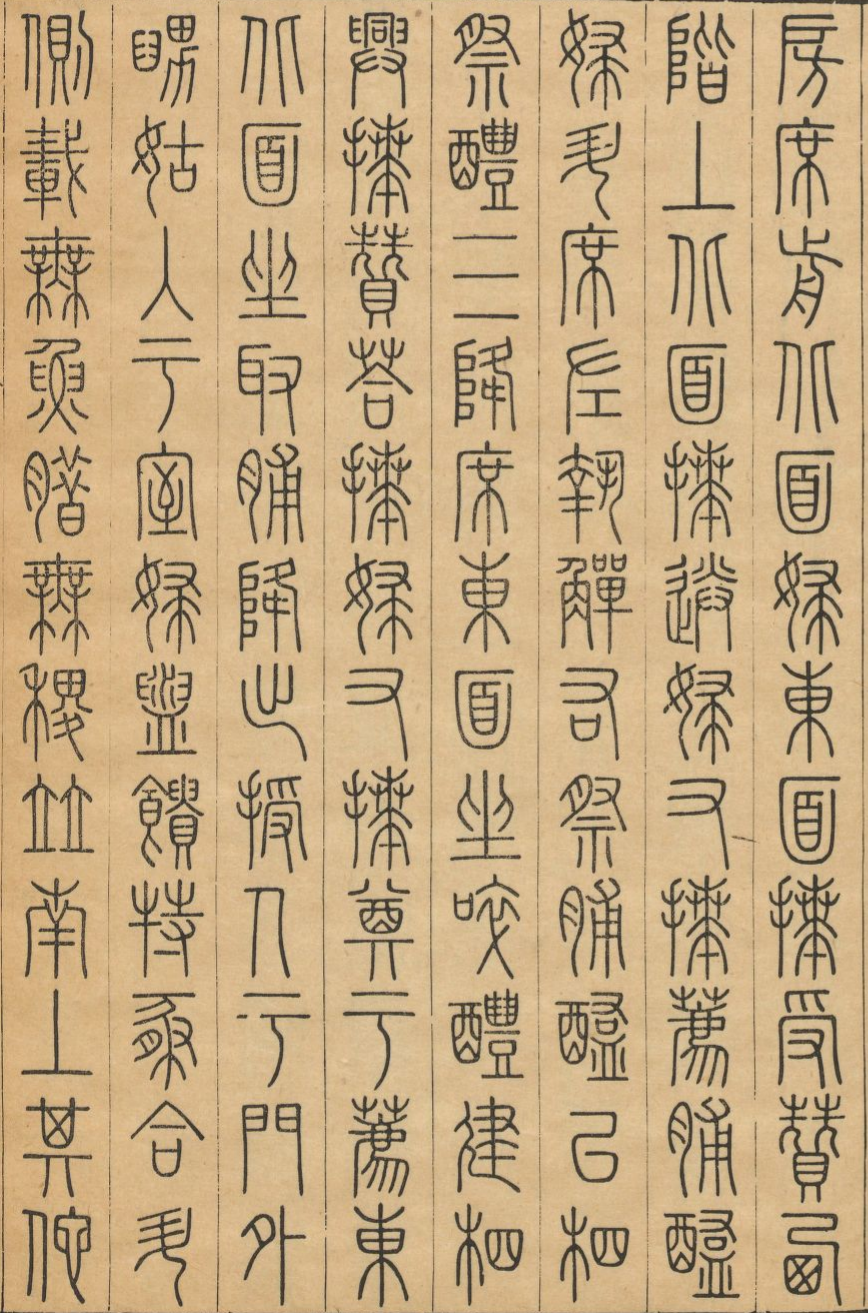 房席前北面婦東面拜受贊西
階上北面拜送婦又拜薦脯醢
婦升席左執觶右祭脯醢以柶
祭醴三降席東面坐啐醴建柶
興拜贊答拜婦又拜奠于薦東
北面坐取脯降出授人于門外
舅姑入于室婦盥饋特豚合升
側載無魚腊無稷並南上其他